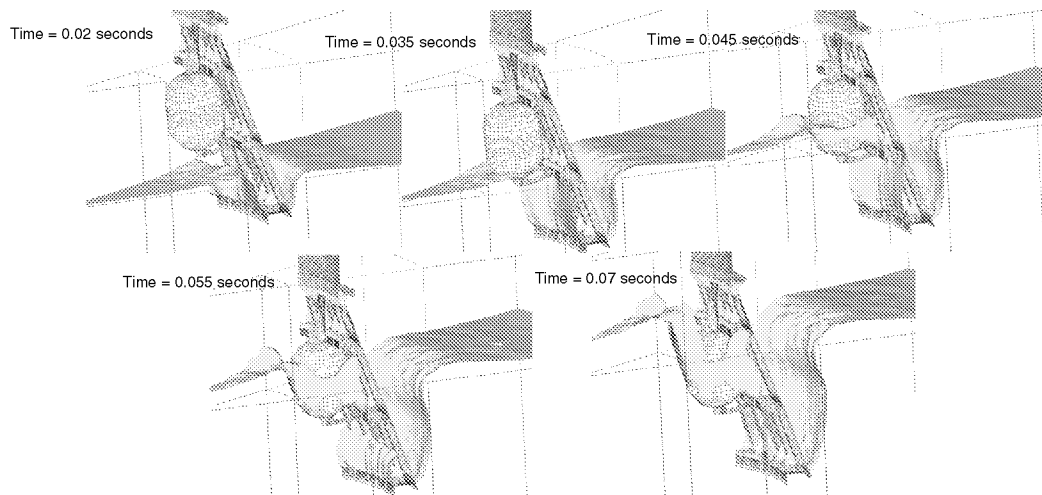 Time = 0.02 seconds
Time = 0.035 seconds
Time = 0.045 seconds
Time = 0.055 seconds
Time = 0.07 seconds